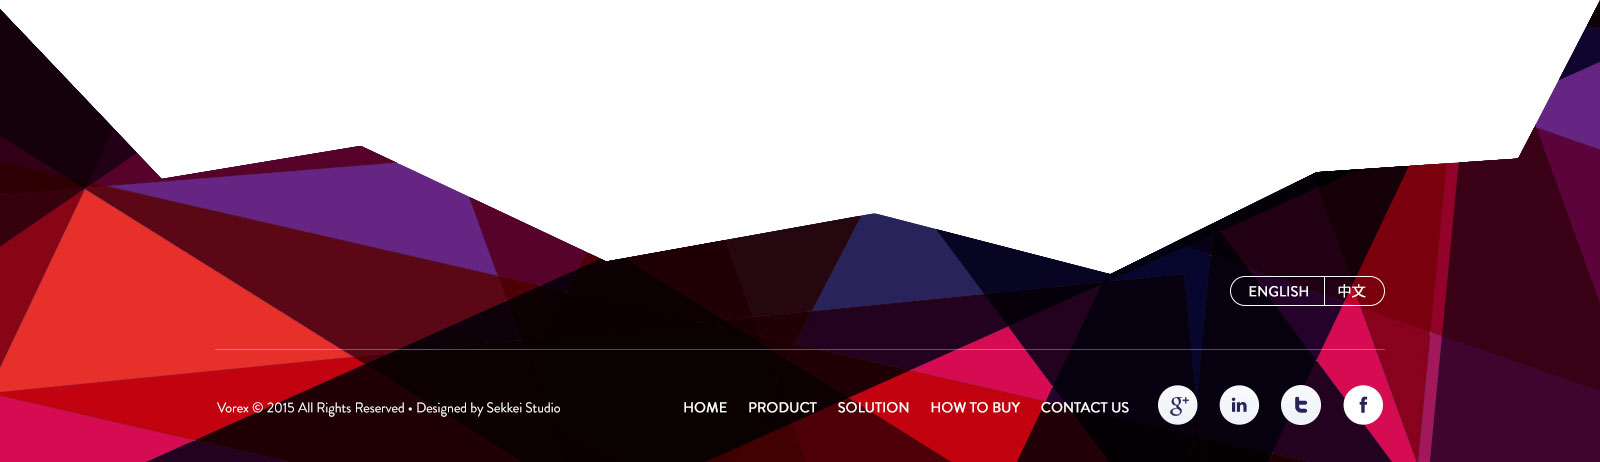 ENGLISH 中文
Vorex © 2015 All Rights Reserved • Designed by Sekkei Studio HOME PRODUCT SOLUTION HOW TO BUY CONTACT US g+ in t f